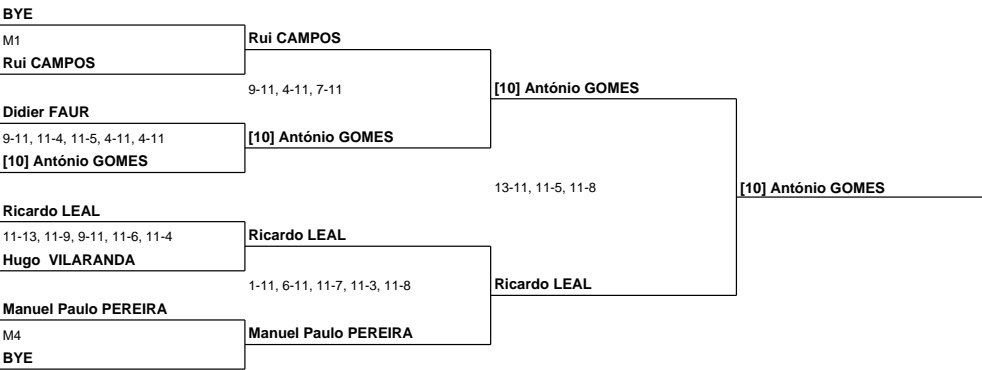 BYE
M1
Rui CAMPOS
Rui CAMPOS
9-11, 4-11, 7-11
[10] António GOMES
Didier FAUR
9-11, 11-4, 11-5, 4-11, 4-11
[10] António GOMES
[10] António GOMES
13-11, 11-5, 11-8
[10] António GOMES
Ricardo LEAL
11-13, 11-9, 9-11, 11-6, 11-4
Ricardo LEAL
Hugo  VILARANDA
1-11, 6-11, 11-7, 11-3, 11-8
Ricardo LEAL
Manuel Paulo PEREIRA
M4
Manuel Paulo PEREIRA
BYE